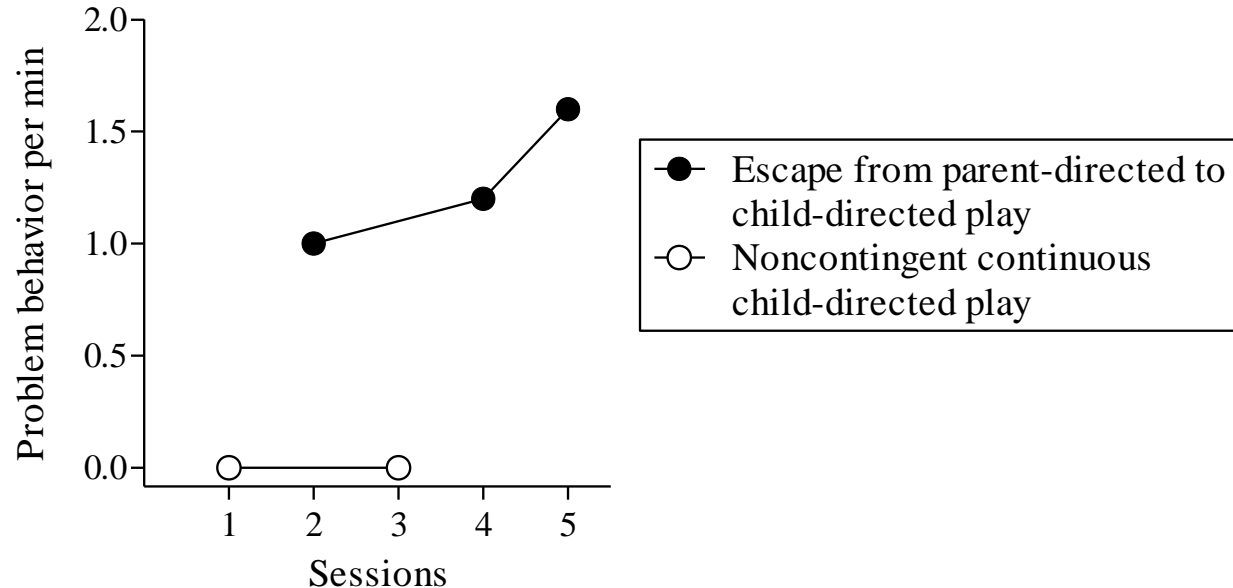 2.0
1.5
1.0
0.5
0.0
Problem behavior per min
1 2 3 4 5
Sessions
Escape from parent-directed to
child-directed play
Noncontingent continuous
child-directed play